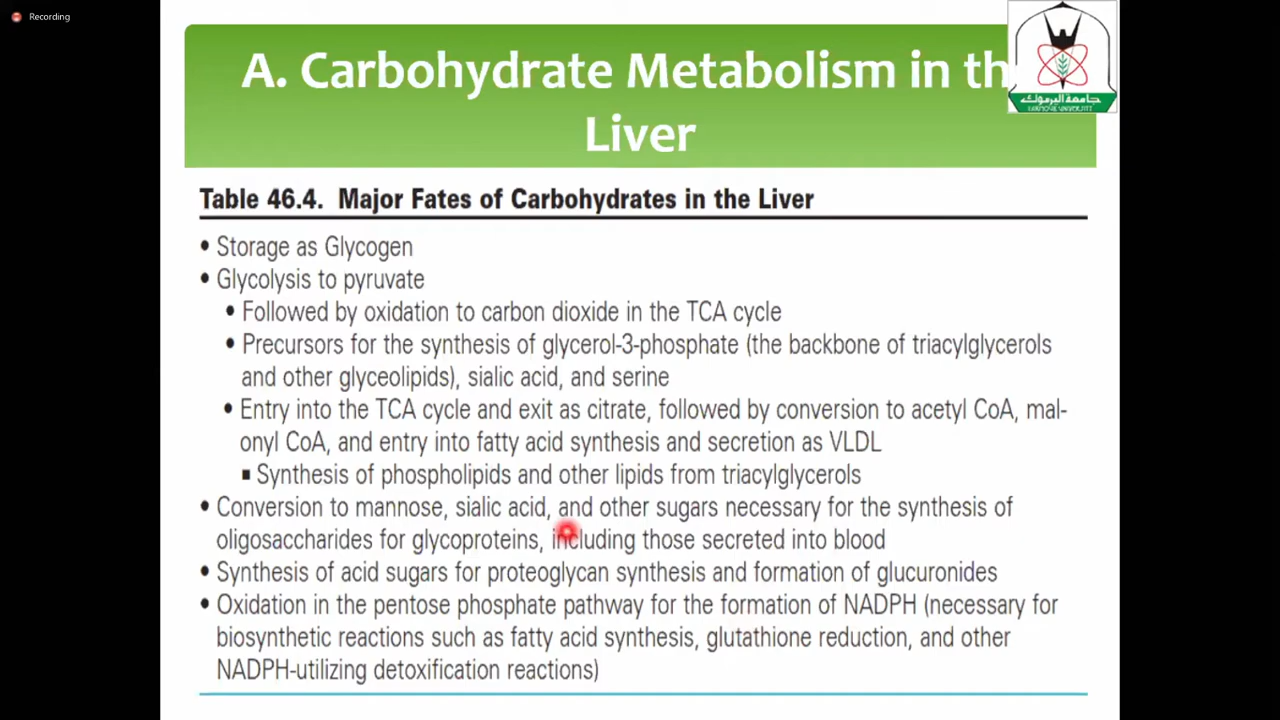 Recording
A. Carbohydrate Metabolism in th
Liver
جامعة اليرموك
Table 46.4. Major Fates of Carbohydrates in the Liver
• Storage as Glycogen
• Glycolysis to pyruvate
• Followed by oxidation to carbon dioxide in the TCA cycle
• Precursors for the synthesis of glycerol-3-phosphate (the backbone of triacylglycerols
and other glyceolipids), sialic acid, and serine
• Entry into the TCA cycle and exit as citrate, followed by conversion to acetyl CoA, mal-
onyl CoA, and entry into fatty acid synthesis and secretion as VLDL
▪ Synthesis of phospholipids and other lipids from triacylglycerols
• Conversion to mannose, sialic acid, and other sugars necessary for the synthesis of
oligosaccharides for glycoproteins, including those secreted into blood
• Synthesis of acid sugars for proteoglycan synthesis and formation of glucuronides
• Oxidation in the pentose phosphate pathway for the formation of NADPH (necessary for
biosynthetic reactions such as fatty acid synthesis, glutathione reduction, and other
NADPH-utilizing detoxification reactions)